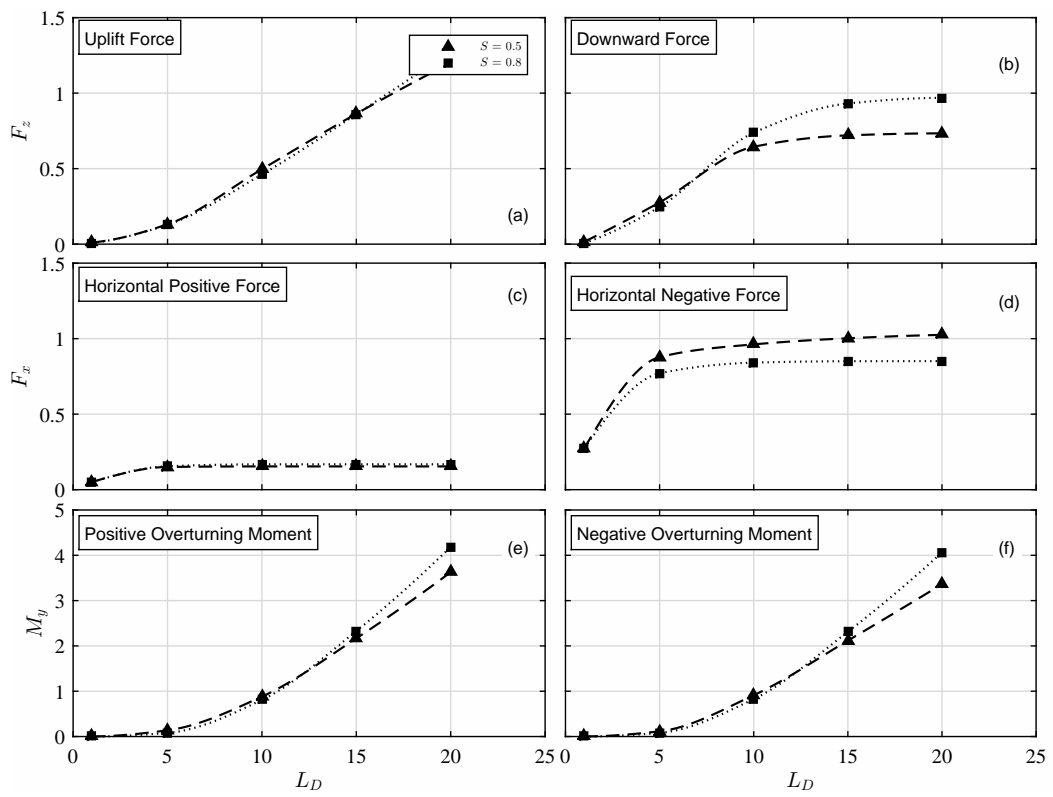 1.5
Uplift Force
S = 0.5
S = 0.8
1
F_z
0.5
(a)
0
Downward Force
(b)
1.5
Horizontal Positive Force
(c)
1
F_x
0.5
0
Horizontal Negative Force
(d)
5
Positive Overturning Moment
(e)
4
3
M_y
2
1
0
0 5 10 15 20 25
L_D
Negative Overturning Moment
(f)
0 5 10 15 20 25
L_D